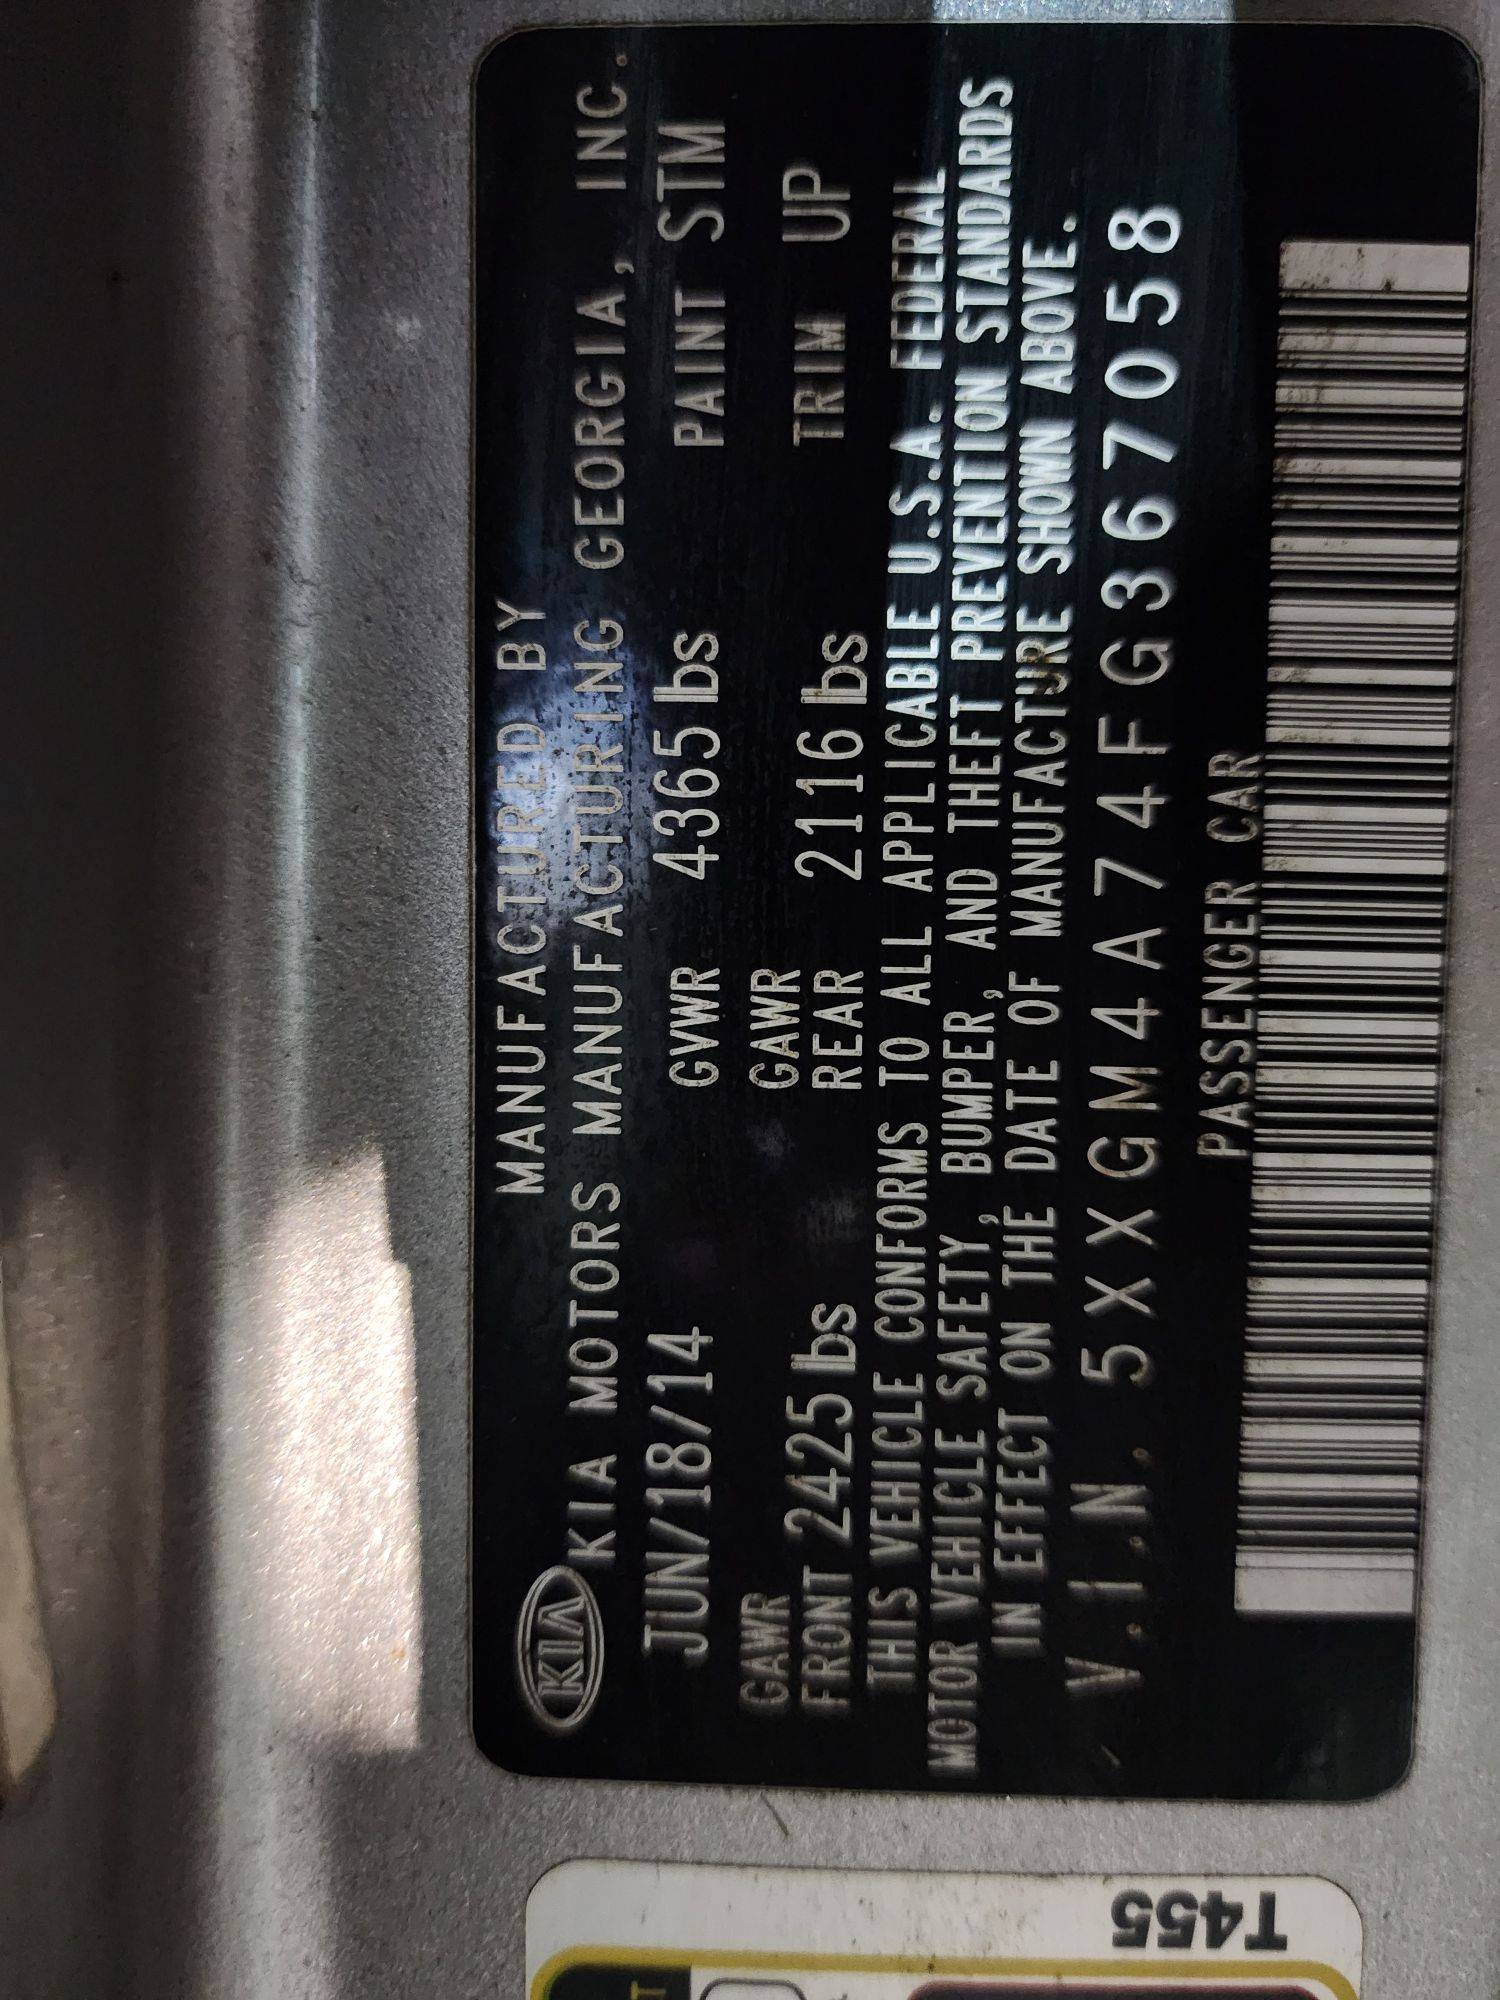 MANUFACTURED BY
KIA KIA MOTORS MANUFACTURING GEORGIA, INC.
JUN/18/14 GVWR 4365 lbs PAINT STM
GAWR GAWR
FRONT 2425 lbs REAR 2116 lbs TRIM UP
THIS VEHICLE CONFORMS TO ALL APPLICABLE U.S.A. FEDERAL
MOTOR VEHICLE SAFETY, BUMPER, AND THEFT PREVENTION STANDARDS
IN EFFECT ON THE DATE OF MANUFACTURE SHOWN ABOVE.
V.I.N. 5XXGM4A74FG367058
PASSENGER CAR
T455